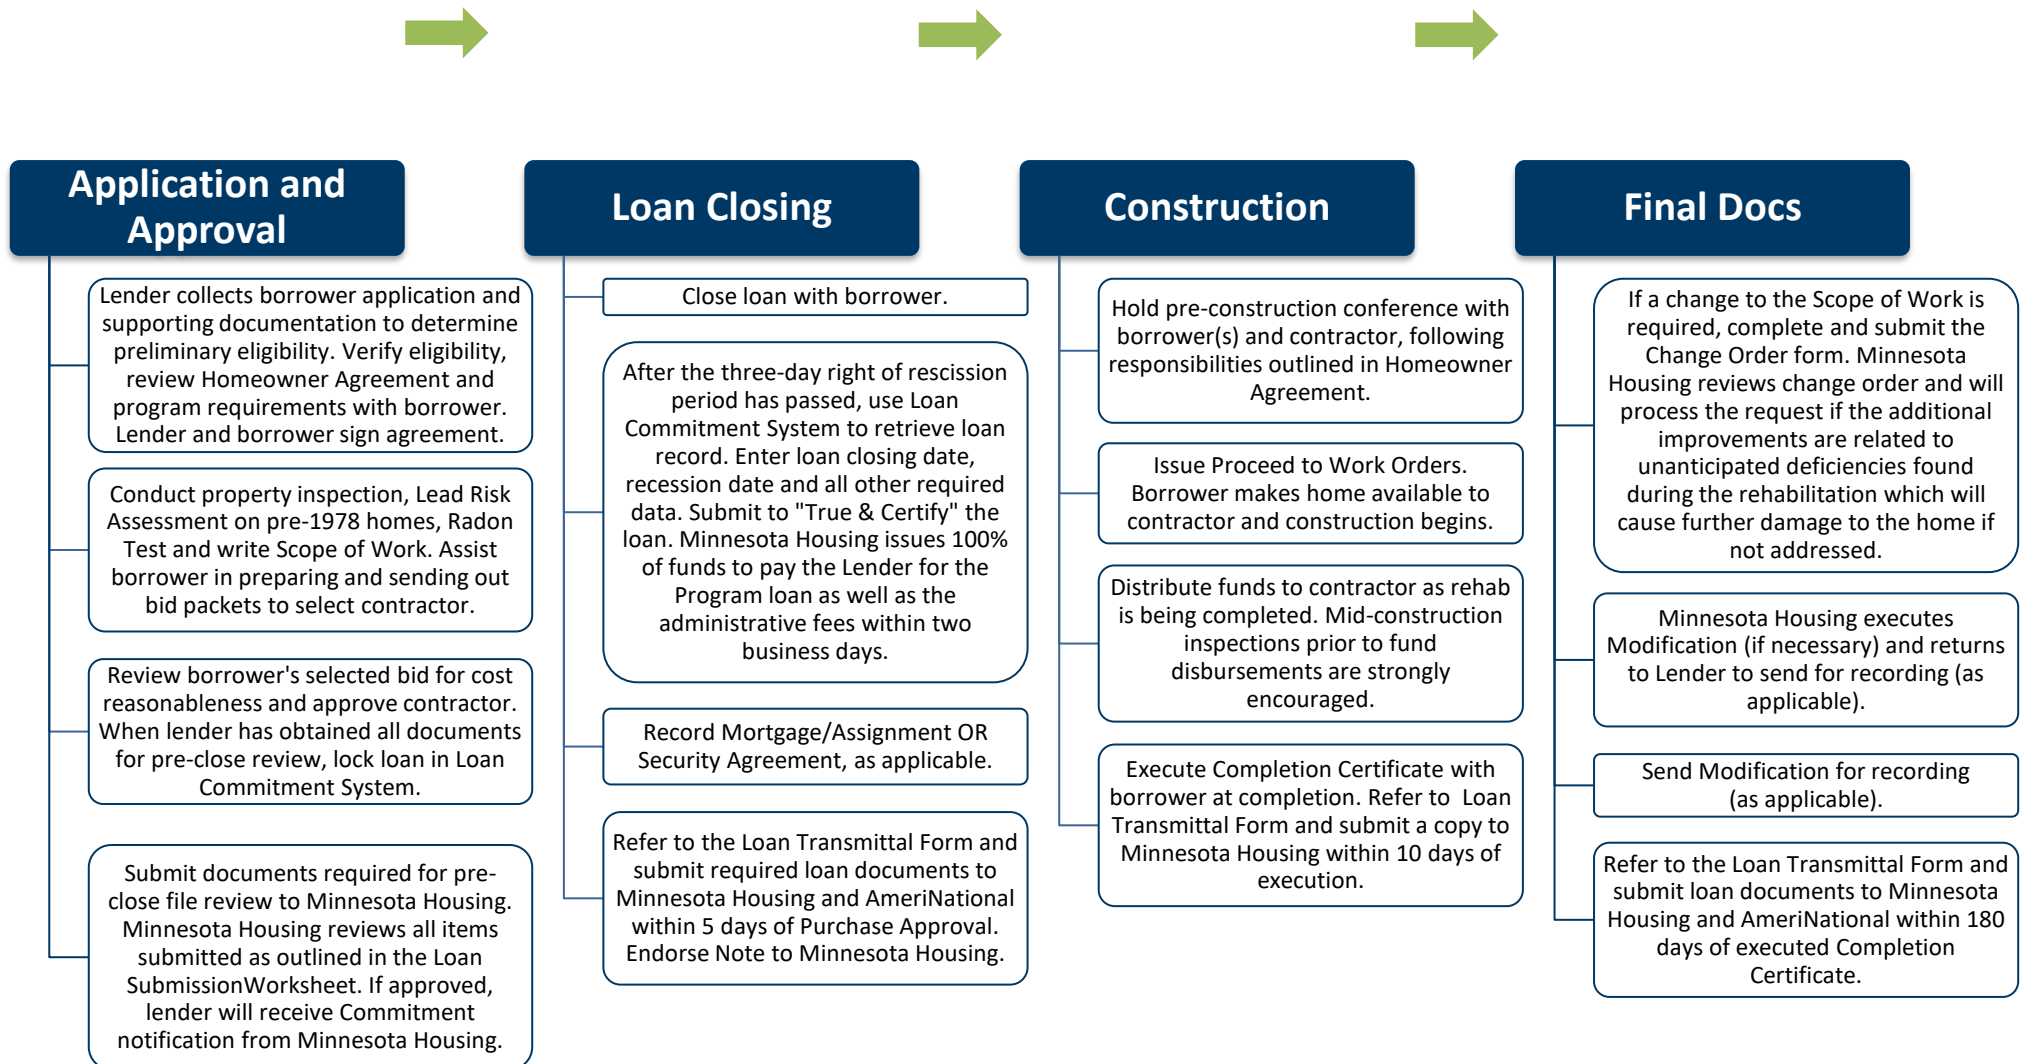 Application and
Approval
Lender collects borrower application and
supporting documentation to determine
preliminary eligibility. Verify eligibility,
review Homeowner Agreement and
program requirements with borrower.
Lender and borrower sign agreement.
Conduct property inspection, Lead Risk
Assessment on pre-1978 homes, Radon
Test and write Scope of Work. Assist
borrower in preparing and sending out
bid packets to select contractor.
Review borrower's selected bid for cost
reasonableness and approve contractor.
When lender has obtained all documents
for pre-close review, lock loan in Loan
Commitment System.
Submit documents required for pre-
close file review to Minnesota Housing.
Minnesota Housing reviews all items
submitted as outlined in the Loan
SubmissionWorksheet. If approved,
lender will receive Commitment
notification from Minnesota Housing.
Loan Closing
Close loan with borrower.
After the three-day right of rescission
period has passed, use Loan
Commitment System to retrieve loan
record. Enter loan closing date,
recession date and all other required
data. Submit to "True & Certify" the
loan. Minnesota Housing issues 100%
of funds to pay the Lender for the
Program loan as well as the
administrative fees within two
business days.
Record Mortgage/Assignment OR
Security Agreement, as applicable.
Refer to the Loan Transmittal Form and
submit required loan documents to
Minnesota Housing and AmeriNational
within 5 days of Purchase Approval.
Endorse Note to Minnesota Housing.
Construction
Hold pre-construction conference with
borrower(s) and contractor, following
responsibilities outlined in Homeowner
Agreement.
Issue Proceed to Work Orders.
Borrower makes home available to
contractor and construction begins.
Distribute funds to contractor as rehab
is being completed. Mid-construction
inspections prior to fund
disbursements are strongly
encouraged.
Execute Completion Certificate with
borrower at completion. Refer to  Loan
Transmittal Form and submit a copy to
Minnesota Housing within 10 days of
execution.
Final Docs
If a change to the Scope of Work is
required, complete and submit the
Change Order form. Minnesota
Housing reviews change order and will
process the request if the additional
improvements are related to
unanticipated deficiencies found
during the rehabilitation which will
cause further damage to the home if
not addressed.
Minnesota Housing executes
Modification (if necessary) and returns
to Lender to send for recording (as
applicable).
Send Modification for recording
(as applicable).
Refer to the Loan Transmittal Form and
submit loan documents to Minnesota
Housing and AmeriNational within 180
days of executed Completion
Certificate.